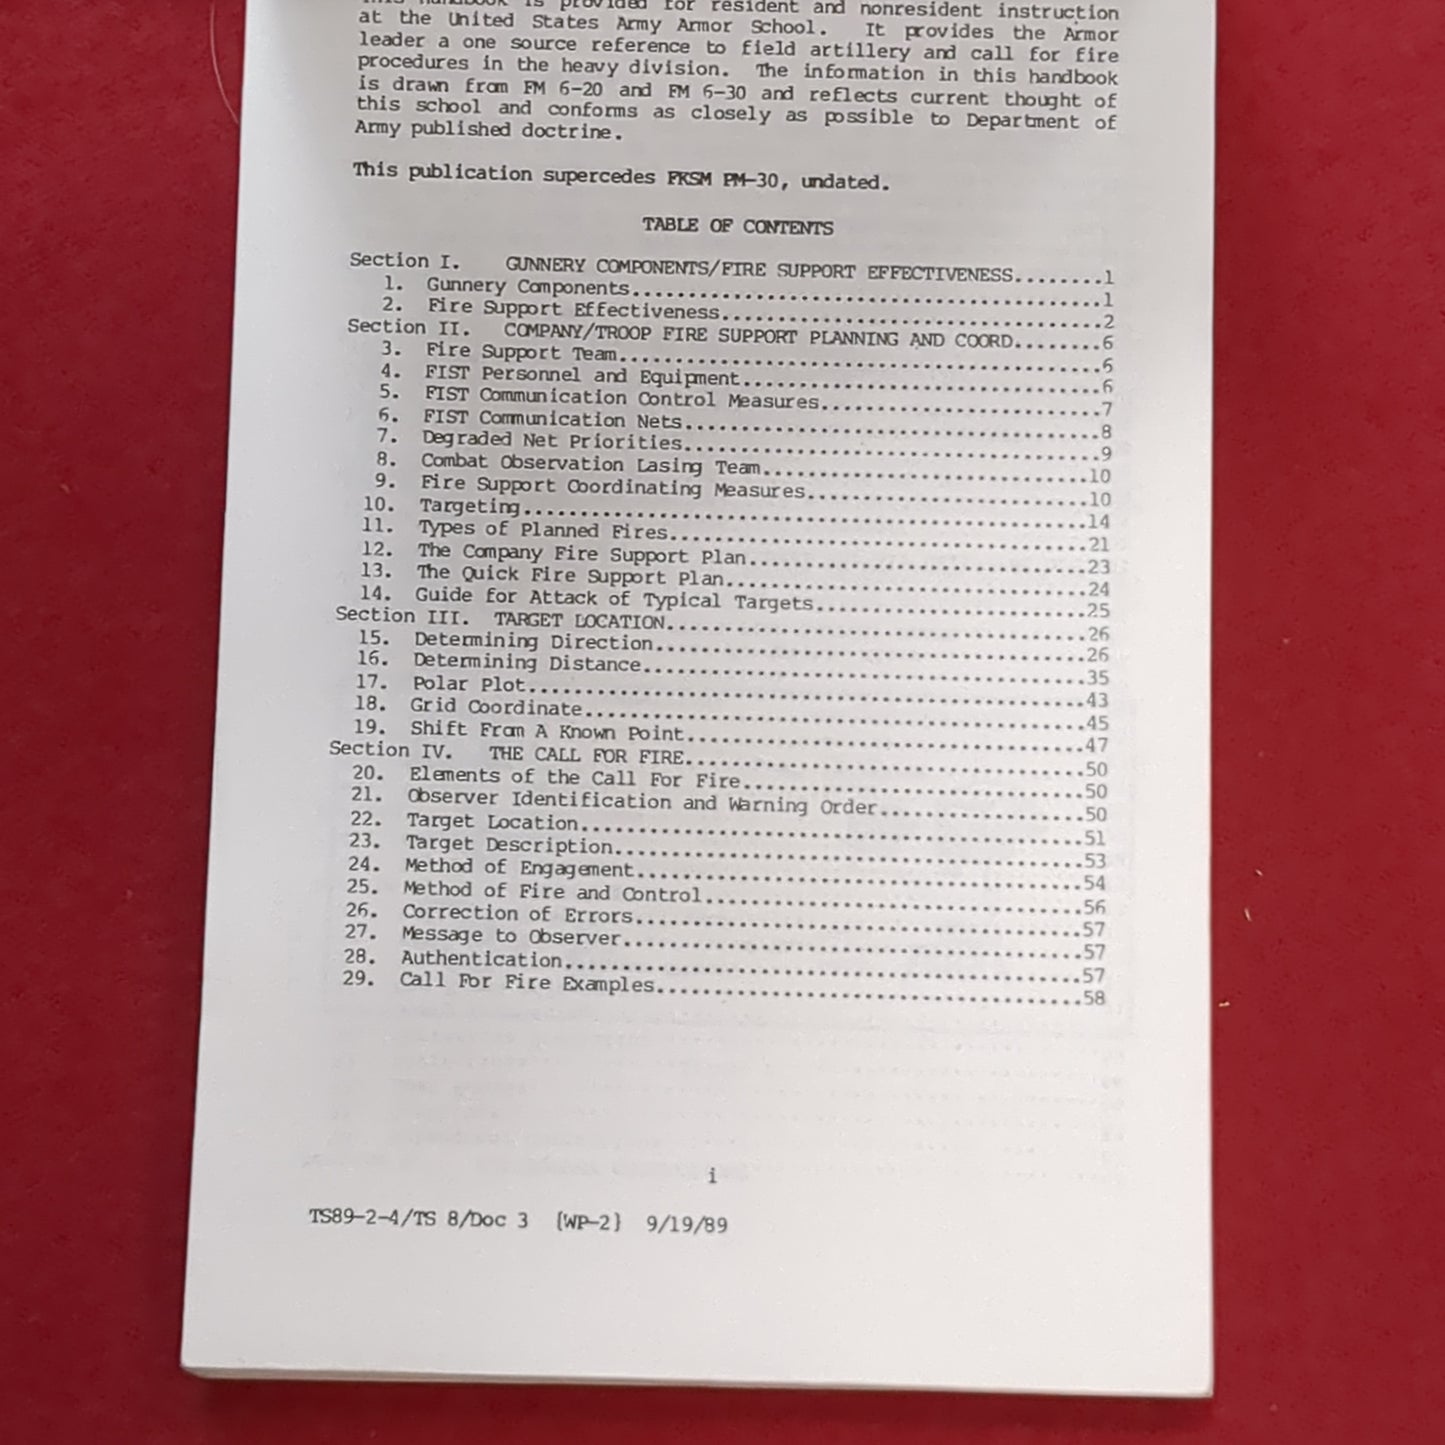 This handbook is provided for resident and nonresident instruction
at the United States Army Armor School. It provides the Armor
leader a one source reference to field artillery and call for fire
procedures in the heavy division. The information in this handbook
is drawn from FM 6-20 and FM 6-30 and reflects current thought of
this school and conforms as closely as possible to Department of
Army published doctrine.
This publication supercedes FKSM PM-30, undated.
TABLE OF CONTENTS
Section I. GUNNERY COMPONENTS/FIRE SUPPORT EFFECTIVENESS........1
1. Gunnery Components..........................................1
2. Fire Support Effectiveness..................................2
Section II. COMPANY/TROOP FIRE SUPPORT PLANNING AND COORD........6
3. Fire Support Team...........................................6
4. FIST Personnel and Equipment................................6
5. FIST Communication Control Measures.........................7
6. FIST Communication Nets.....................................8
7. Degraded Net Priorities.....................................9
8. Combat Observation Lasing Team.............................10
9. Fire Support Coordinating Measures.........................10
10. Targeting..................................................14
11. Types of Planned Fires.....................................21
12. The Company Fire Support Plan..............................23
13. The Quick Fire Support Plan................................24
14. Guide for Attack of Typical Targets........................25
Section III. TARGET LOCATION.....................................26
15. Determining Direction......................................26
16. Determining Distance.......................................35
17. Polar Plot.................................................43
18. Grid Coordinate............................................45
19. Shift From A Known Point...................................47
Section IV. THE CALL FOR FIRE....................................50
20. Elements of the Call For Fire..............................50
21. Observer Identification and Warning Order..................50
22. Target Location............................................51
23. Target Description.........................................53
24. Method of Engagement.......................................54
25. Method of Fire and Control.................................56
26. Correction of Errors.......................................57
27. Message to Observer........................................57
28. Authentication.............................................57
29. Call For Fire Examples.....................................58
i
TS89-2-4/TS 8/Doc 3 {WP-2} 9/19/89